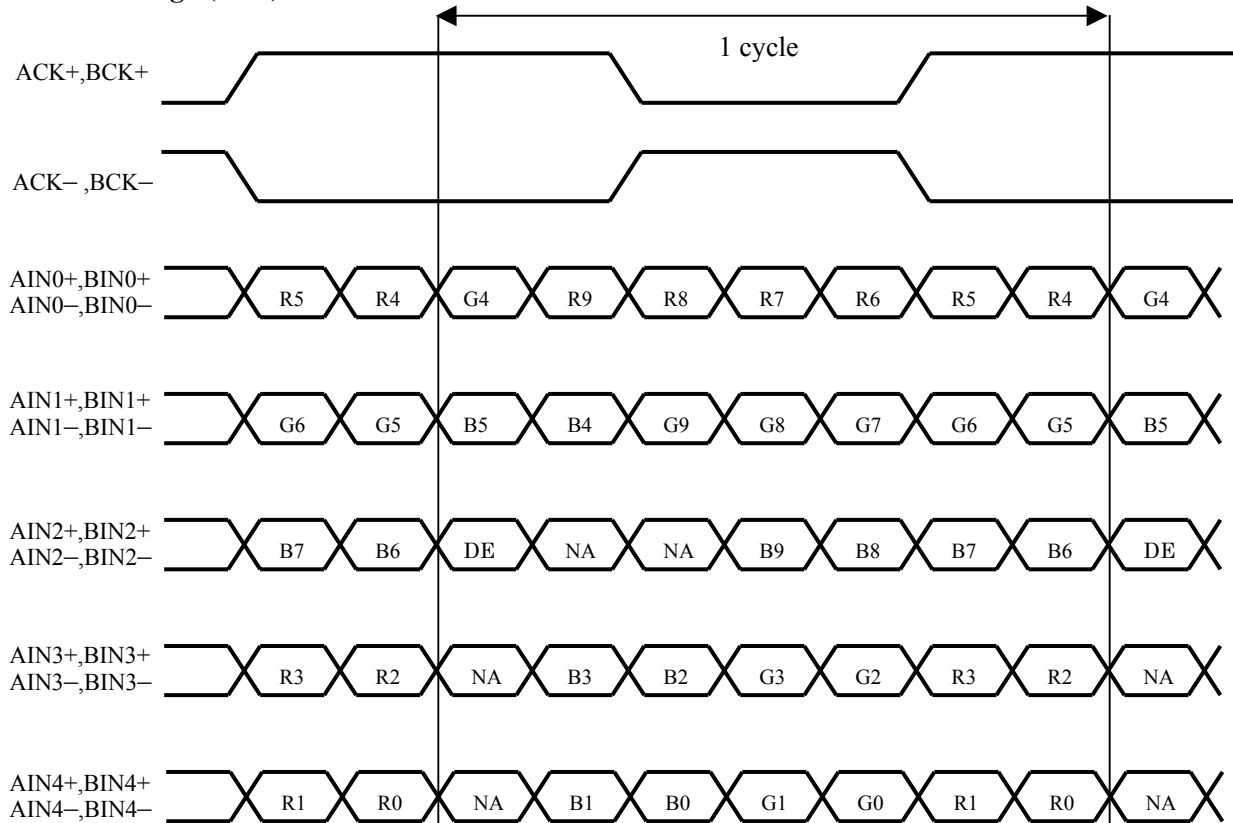 1 cycle
ACK+,BCK+
ACK− ,BCK−
AIN0+,BIN0+
AIN0−,BIN0−
R5 R4 G4 R9 R8 R7 R6 R5 R4 G4
AIN1+,BIN1+
AIN1−,BIN1−
G6 G5 B5 B4 G9 G8 G7 G6 G5 B5
AIN2+,BIN2+
AIN2−,BIN2−
B7 B6 DE NA NA B9 B8 B7 B6 DE
AIN3+,BIN3+
AIN3−,BIN3−
R3 R2 NA B3 B2 G3 G2 R3 R2 NA
AIN4+,BIN4+
AIN4−,BIN4−
R1 R0 NA B1 B0 G1 G0 R1 R0 NA